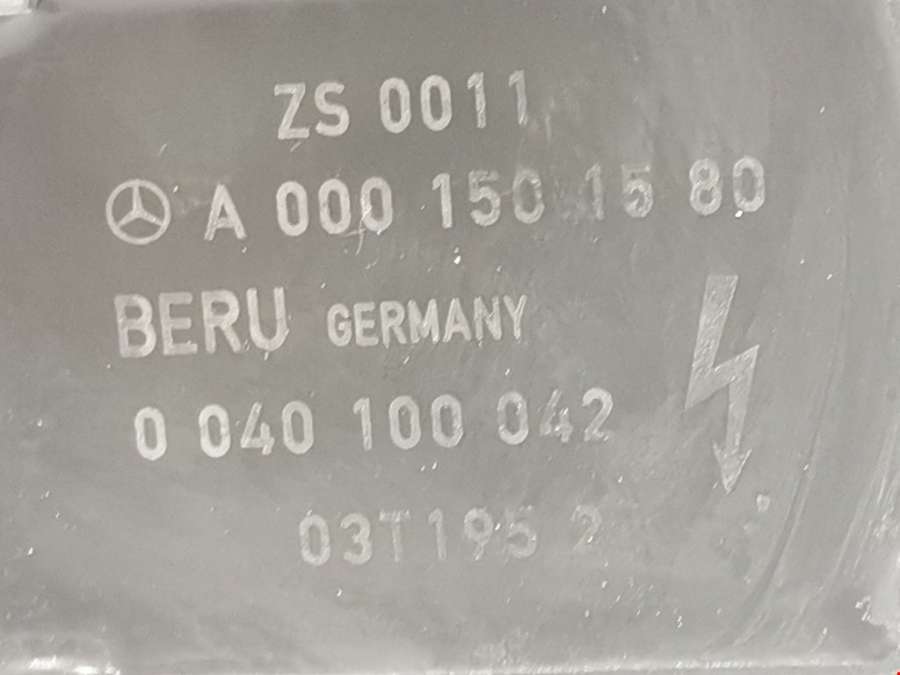 ZS 0011
A 000 150 15 80
BERU GERMANY
0 040 100 042
03T195 2